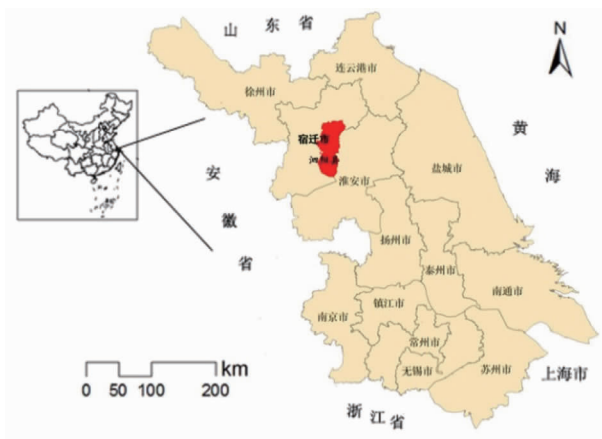 山东省
N
连云港市
徐州市
黄海
宿迁市
泗阳县
盐城市
安徽省
淮安市
扬州市
泰州市
南通市
镇江市
南京市
常州市
无锡市
苏州市
上海市
km
0 50 100 200
浙江省